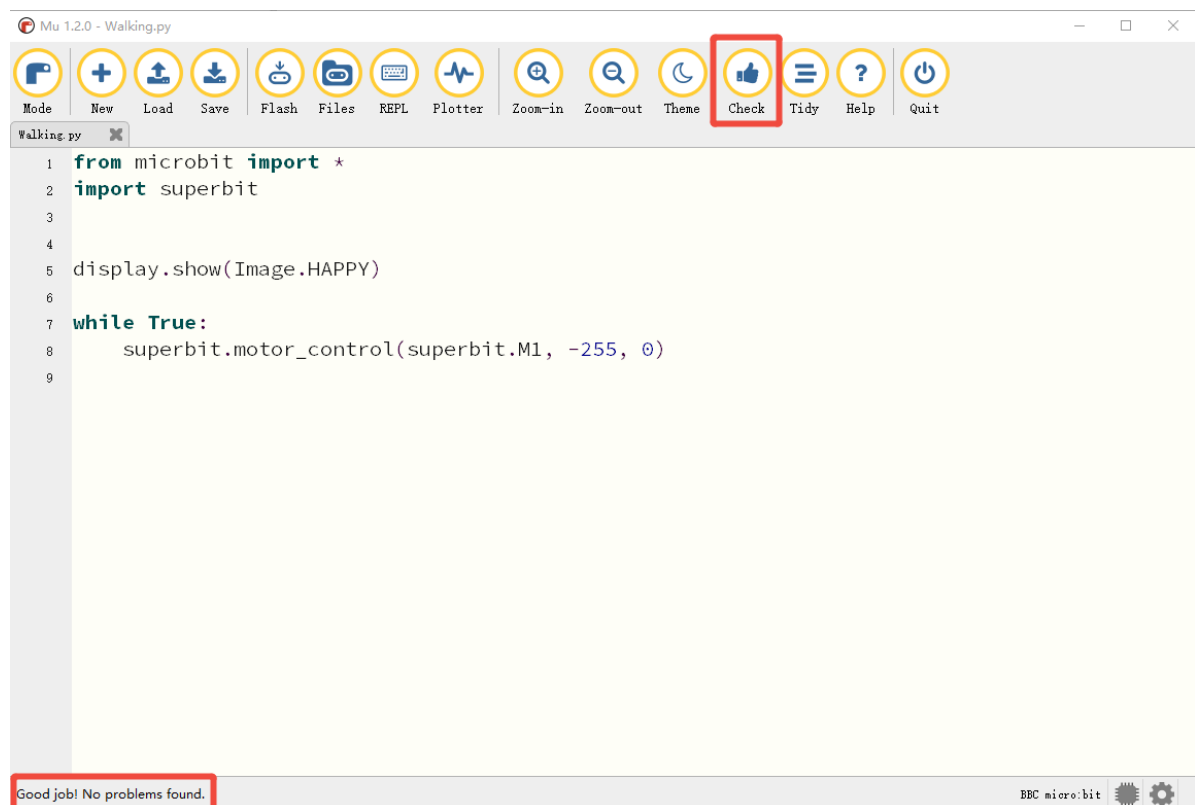 Mu 1.2.0 - Walking.py
Mode New Load Save Flash Files REPL Plotter Zoom-in Zoom-out Theme Check Tidy Help Quit
Walking.py
1 from microbit import *
2 import superbit
3
4
5 display.show(Image.HAPPY)
6
7 while True:
8     superbit.motor_control(superbit.M1, -255, 0)
9
Good job! No problems found. BBC micro:bit